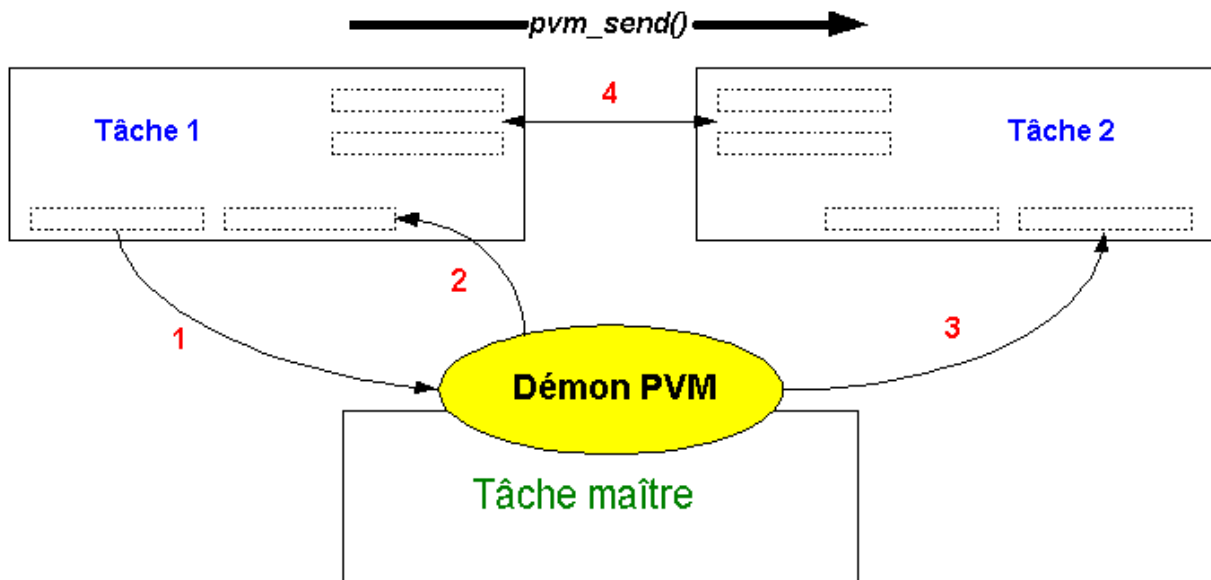 pvm_send()
4
Tâche 1
Tâche 2
2
1
3
Démon PVM
Tâche maître